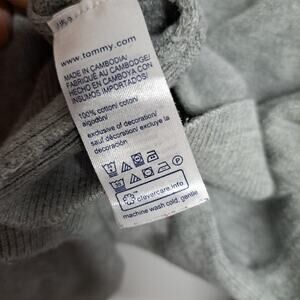 www.tommy.com
MADE IN CAMBODIA/
FABRIQUÉ AU CAMBODGE/
HECHO EN CAMBOYA CON
INSUMOS IMPORTADOS/
100% cotton/ coton/
algodón/
exclusive of decoration/
sauf décoration/ excluye la
decoración
clevercare.info
machine wash cold, gentle